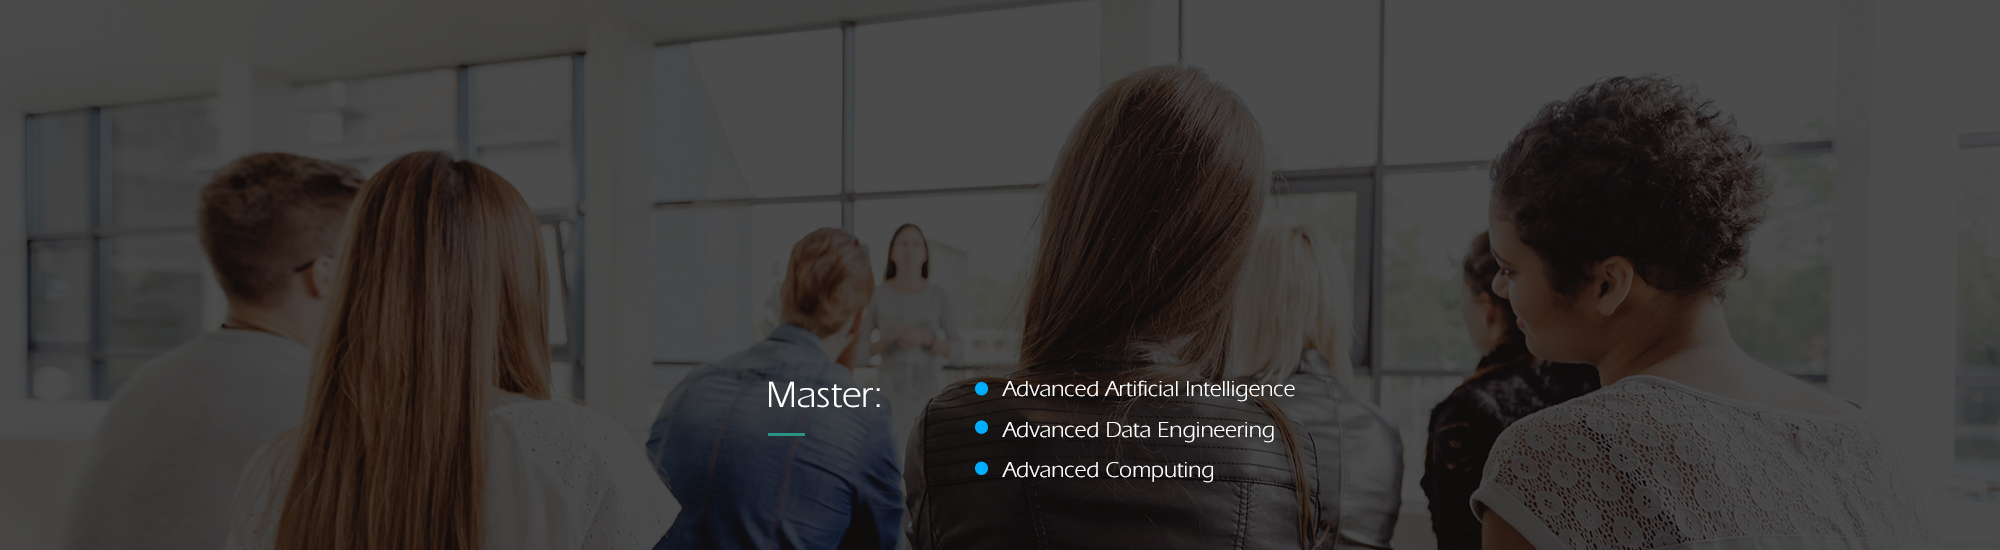 Master:
Advanced Artificial Intelligence
Advanced Data Engineering
Advanced Computing